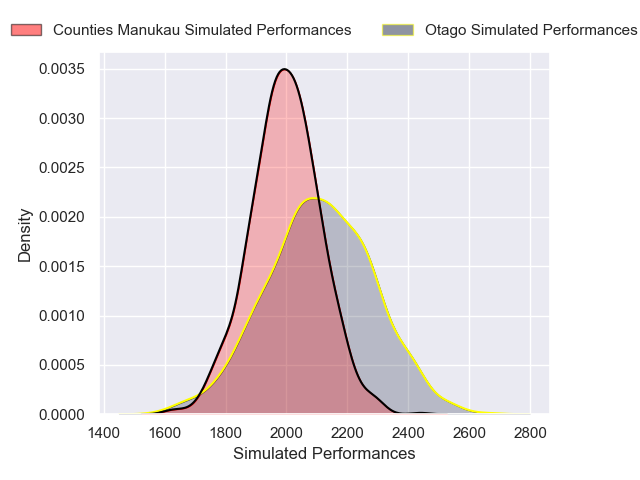 Counties Manukau Simulated Performances Otago Simulated Performances
0.0035
0.0030
0.0025
0.0020
0.0015
0.0010
0.0005
0.0000
Density
1400 1600 1800 2000 2200 2400 2600 2800
Simulated Performances